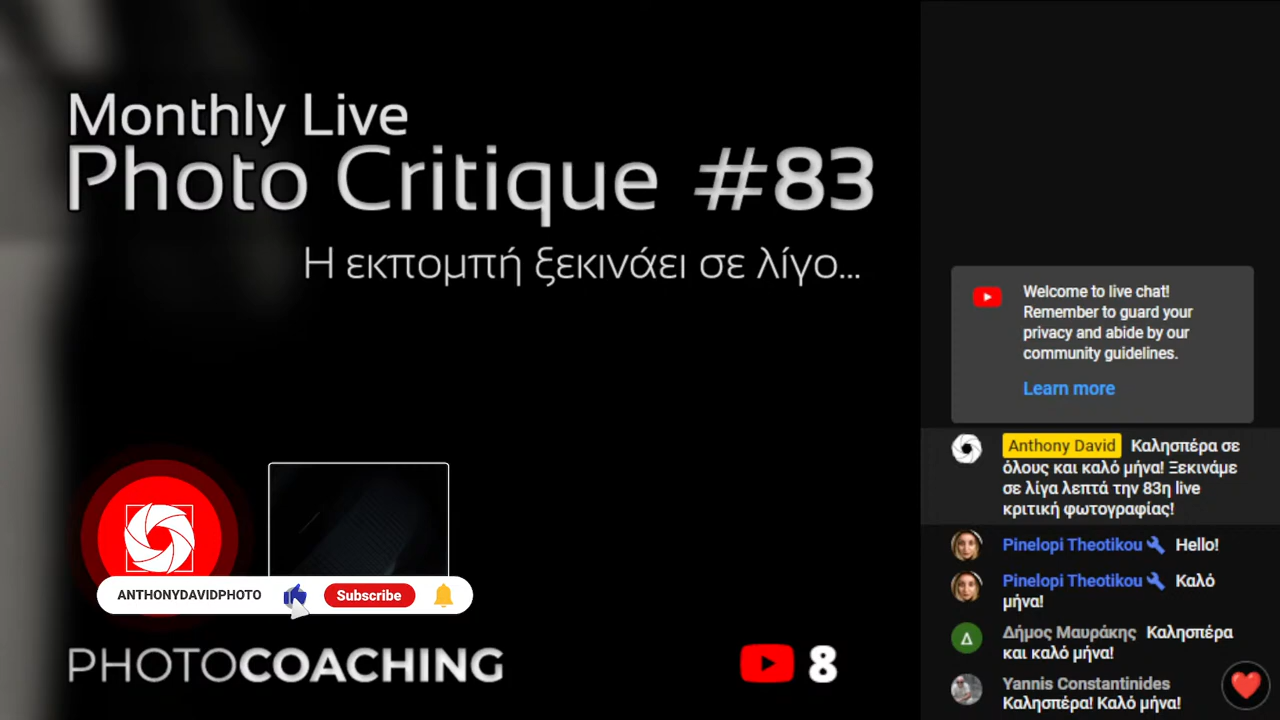 Monthly Live
Photo Critique #83
Η εκπομπή ξεκινάει σε λίγο...
ANTHONYDAVIDPHOTO
Subscribe
PHOTOCOACHING
8
Welcome to live chat!
Remember to guard your
privacy and abide by our
community guidelines.
Learn more
Anthony David Καλησπέρα σε
όλους και καλό μήνα! Ξεκινάμε
σε λίγα λεπτά την 83η live
κριτική φωτογραφίας!
Pinelopi Theotikou Hello!
Pinelopi Theotikou Καλό
μήνα!
Δ
Δήμος Μαυράκης Καλησπέρα
και καλό μήνα!
Yannis Constantinides
Καλησπέρα! Καλό μήνα!